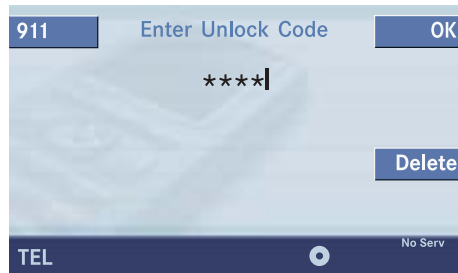 911 Enter Unlock Code OK
****
Delete
No Serv
TEL